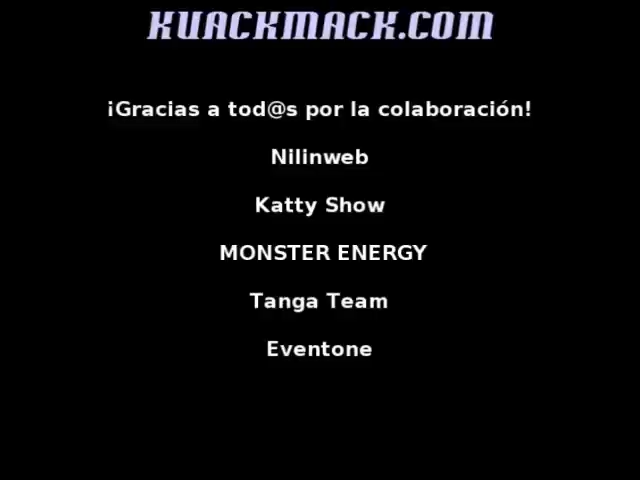 KUACKMACK.COM
¡Gracias a tod@s por la colaboración!
Nilinweb
Katty Show
MONSTER ENERGY
Tanga Team
Eventone